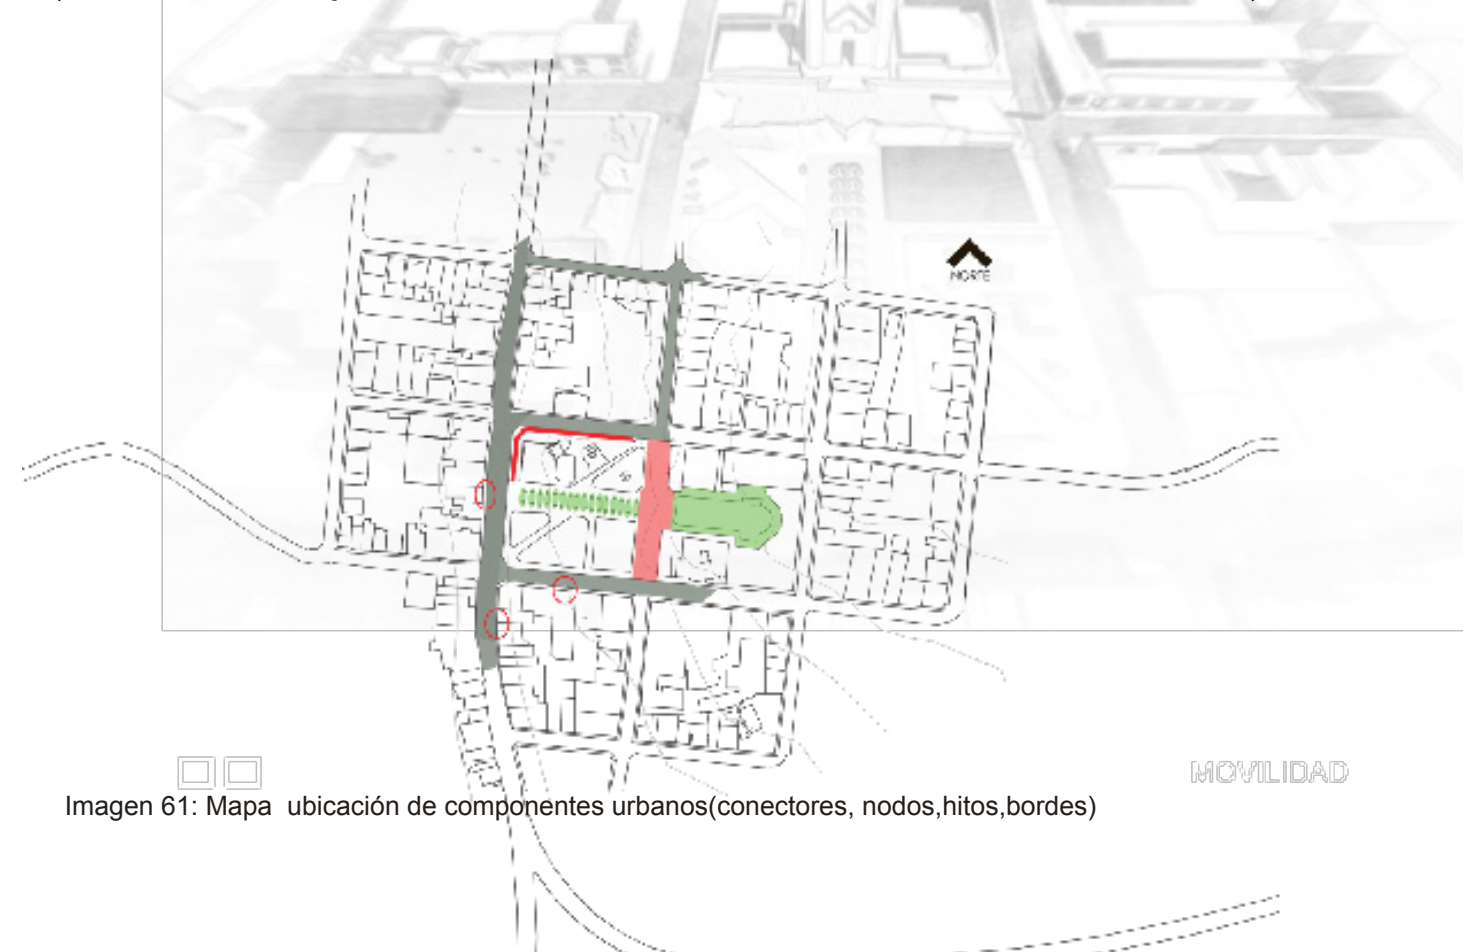 NORTE
MOVILIDAD
Imagen 61: Mapa  ubicación de componentes urbanos(conectores, nodos,hitos,bordes)